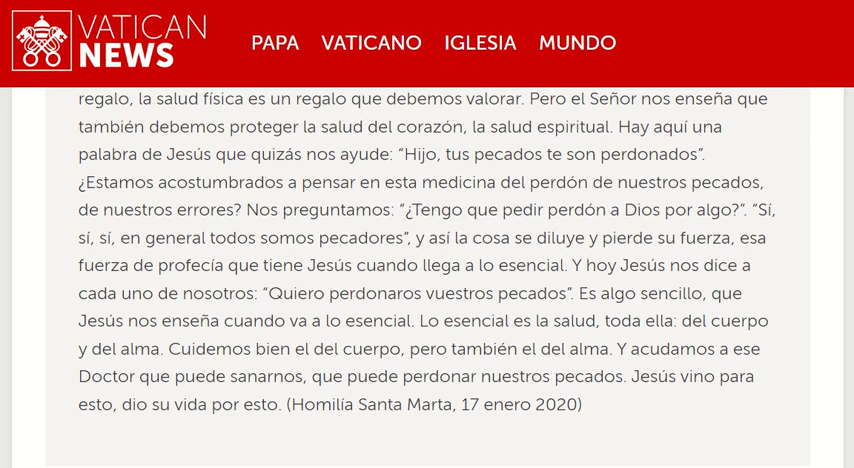 VATICAN
NEWS
PAPA VATICANO IGLESIA MUNDO
regalo, la salud física es un regalo que debemos valorar. Pero el Señor nos enseña que
también debemos proteger la salud del corazón, la salud espiritual. Hay aquí una
palabra de Jesús que quizás nos ayude: “Hijo, tus pecados te son perdonados”.
¿Estamos acostumbrados a pensar en esta medicina del perdón de nuestros pecados,
de nuestros errores? Nos preguntamos: “¿Tengo que pedir perdón a Dios por algo?”. “Sí,
sí, sí, en general todos somos pecadores”, y así la cosa se diluye y pierde su fuerza, esa
fuerza de profecía que tiene Jesús cuando llega a lo esencial. Y hoy Jesús nos dice a
cada uno de nosotros: “Quiero perdonaros vuestros pecados”. Es algo sencillo, que
Jesús nos enseña cuando va a lo esencial. Lo esencial es la salud, toda ella: del cuerpo
y del alma. Cuidemos bien el del cuerpo, pero también el del alma. Y acudamos a ese
Doctor que puede sanarnos, que puede perdonar nuestros pecados. Jesús vino para
esto, dio su vida por esto. (Homilía Santa Marta, 17 enero 2020)